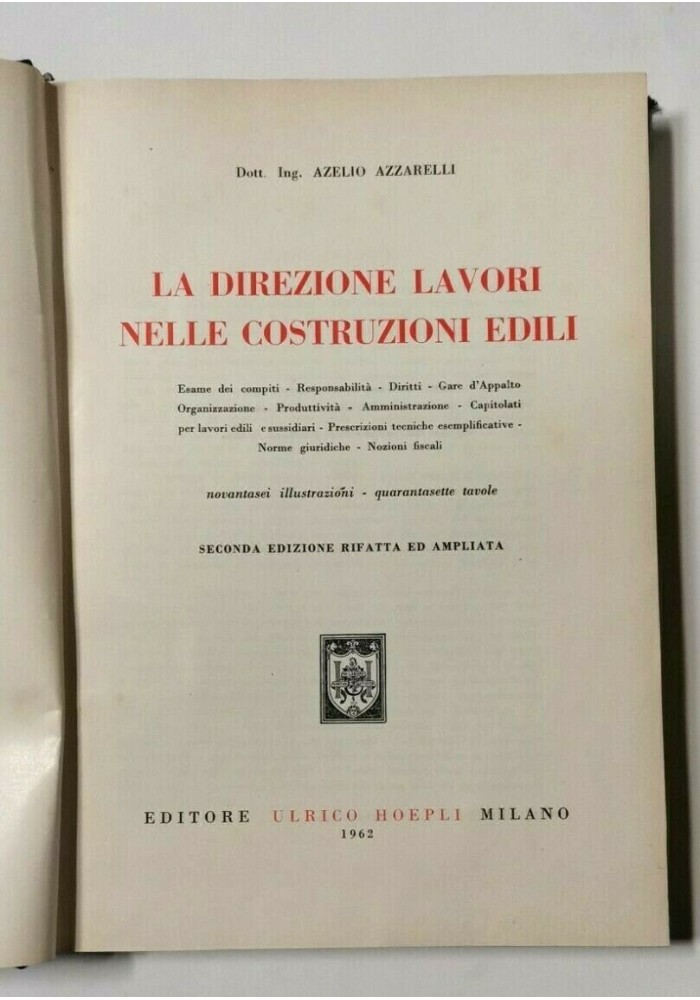 Dott. Ing. AZELIO AZZARELLI
LA DIREZIONE LAVORI
NELLE COSTRUZIONI EDILI
Esame dei compiti - Responsabilità - Diritti - Gare d'Appalto
Organizzazione - Produttività - Amministrazione - Capitolati
per lavori edili e sussidiari - Prescrizioni tecniche esemplificative -
Norme giuridiche - Nozioni fiscali
novantasei illustrazioni - quarantasette tavole
SECONDA EDIZIONE RIFATTA ED AMPLIATA
EDITORE ULRICO HOEPLI MILANO
1962